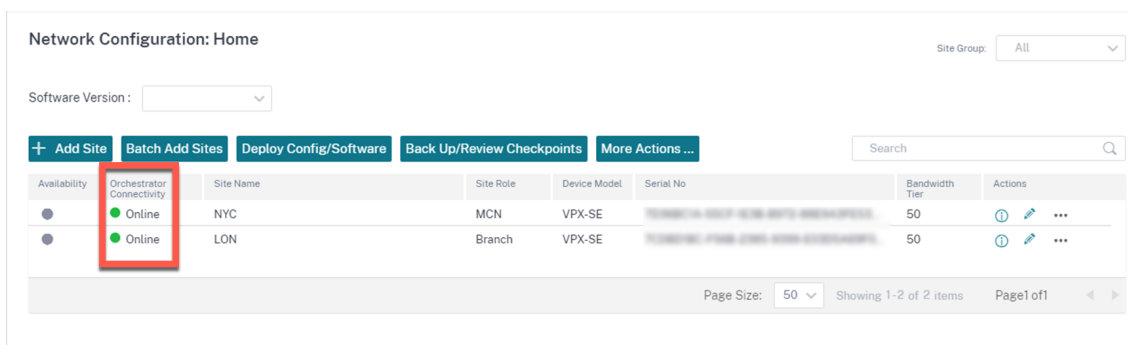 Network Configuration: Home
Site Group: All
Software Version :
+ Add Site Batch Add Sites Deploy Config/Software Back Up/Review Checkpoints More Actions ... Search
Availability Orchestrator Connectivity Site Name Site Role Device Model Serial No Bandwidth Tier Actions
Online NYC MCN VPX-SE 50
Online LON Branch VPX-SE 50
Page Size: 50 Showing 1-2 of 2 items Page1 of1